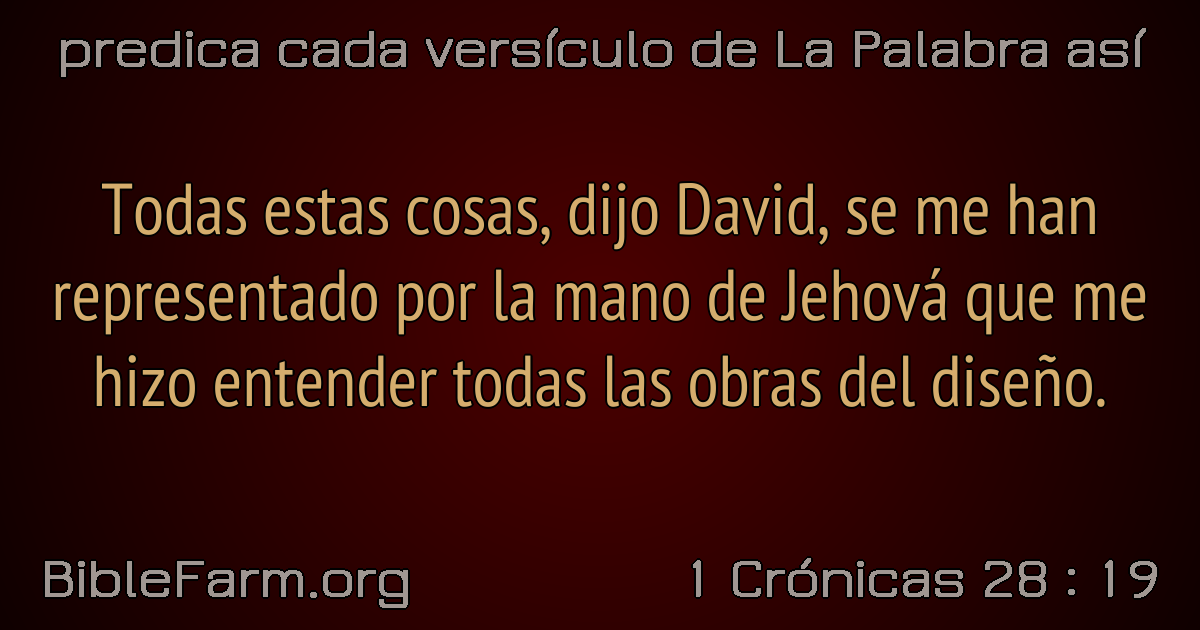 predica cada versículo de La Palabra así
Todas estas cosas, dijo David, se me han
representado por la mano de Jehová que me
hizo entender todas las obras del diseño.
BibleFarm.org
1 Crónicas 28 : 19